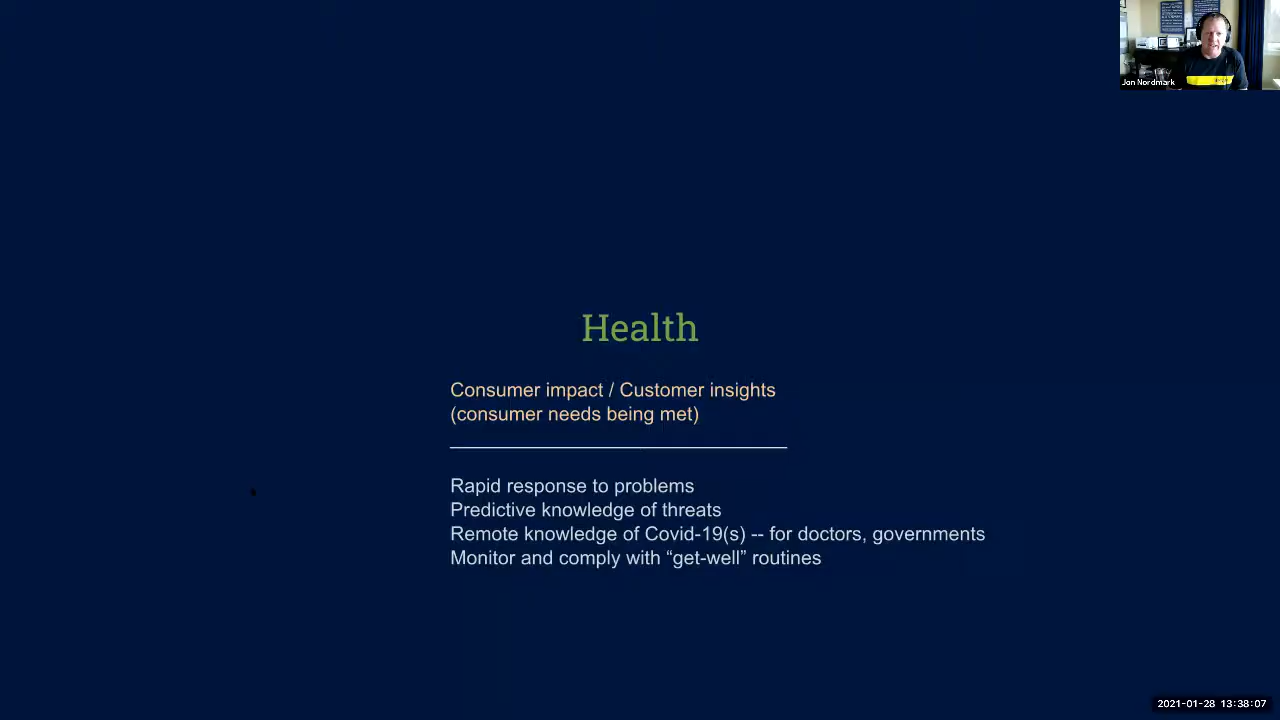 Jon Nordmark
Health
Consumer impact / Customer insights
(consumer needs being met)
Rapid response to problems
Predictive knowledge of threats
Remote knowledge of Covid-19(s) -- for doctors, governments
Monitor and comply with “get-well” routines
2021-01-28 13:38:07